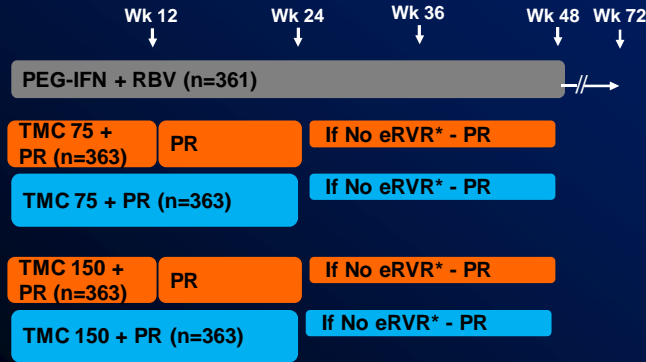 Wk 12 Wk 24 Wk 36 Wk 48 Wk 72
PEG-IFN + RBV (n=361)
TMC 75 +
PR (n=363)
PR
If No eRVR* - PR
TMC 75 + PR (n=363)
If No eRVR* - PR
TMC 150 +
PR (n=363)
PR
If No eRVR* - PR
TMC 150 + PR (n=363)
If No eRVR* - PR